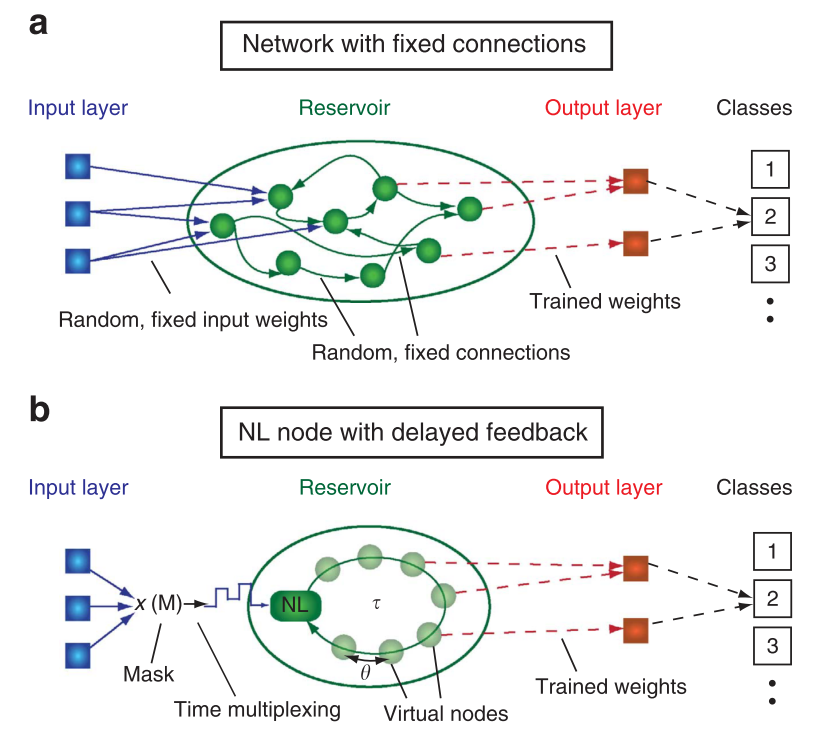 a
Network with fixed connections
Input layer
Reservoir
Output layer
Classes
1
2
3
Random, fixed input weights
Trained weights
Random, fixed connections
b
NL node with delayed feedback
Input layer
Reservoir
Output layer
Classes
1
2
3
x (M)
NL
τ
θ
Mask
Time multiplexing
Virtual nodes
Trained weights